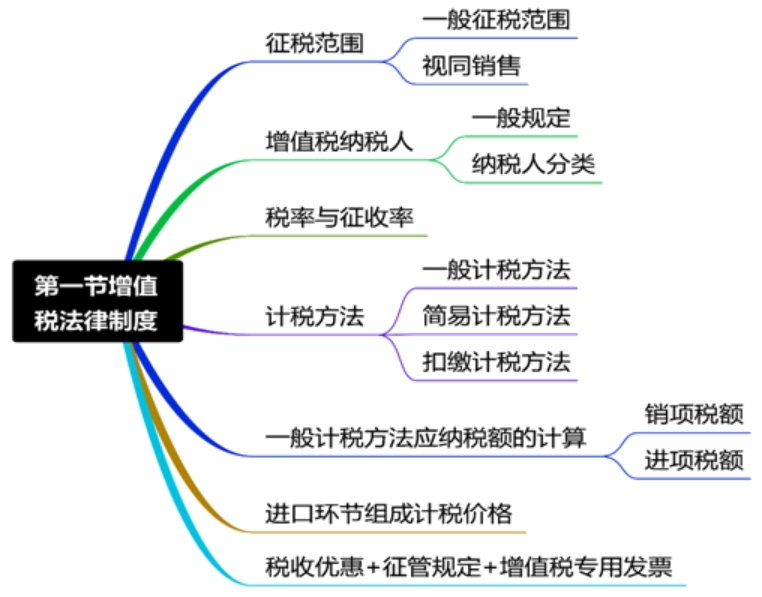 第一节增值
税法律制度
征税范围
一般征税范围
视同销售
增值税纳税人
一般规定
纳税人分类
税率与征收率
计税方法
一般计税方法
简易计税方法
扣缴计税方法
一般计税方法应纳税额的计算
销项税额
进项税额
进口环节组成计税价格
税收优惠+征管规定+增值税专用发票